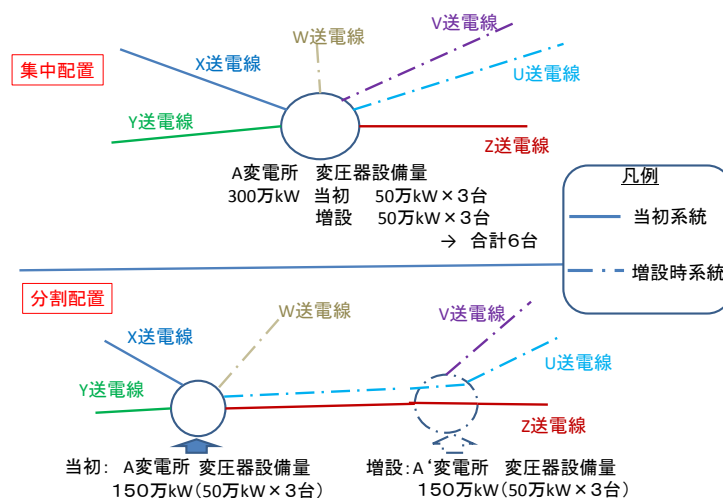 W送電線
V送電線
集中配置
X送電線
U送電線
Y送電線
Z送電線
A変電所 変圧器設備量
300万kW 当初 50万kW×3台
増設 50万kW×3台
→ 合計6台
凡例
当初系統
増設時系統
分割配置
W送電線
V送電線
X送電線
U送電線
Y送電線
Z送電線
当初: A変電所 変圧器設備量
150万kW(50万kW×3台)
増設:A‘変電所 変圧器設備量
150万kW(50万kW×3台)